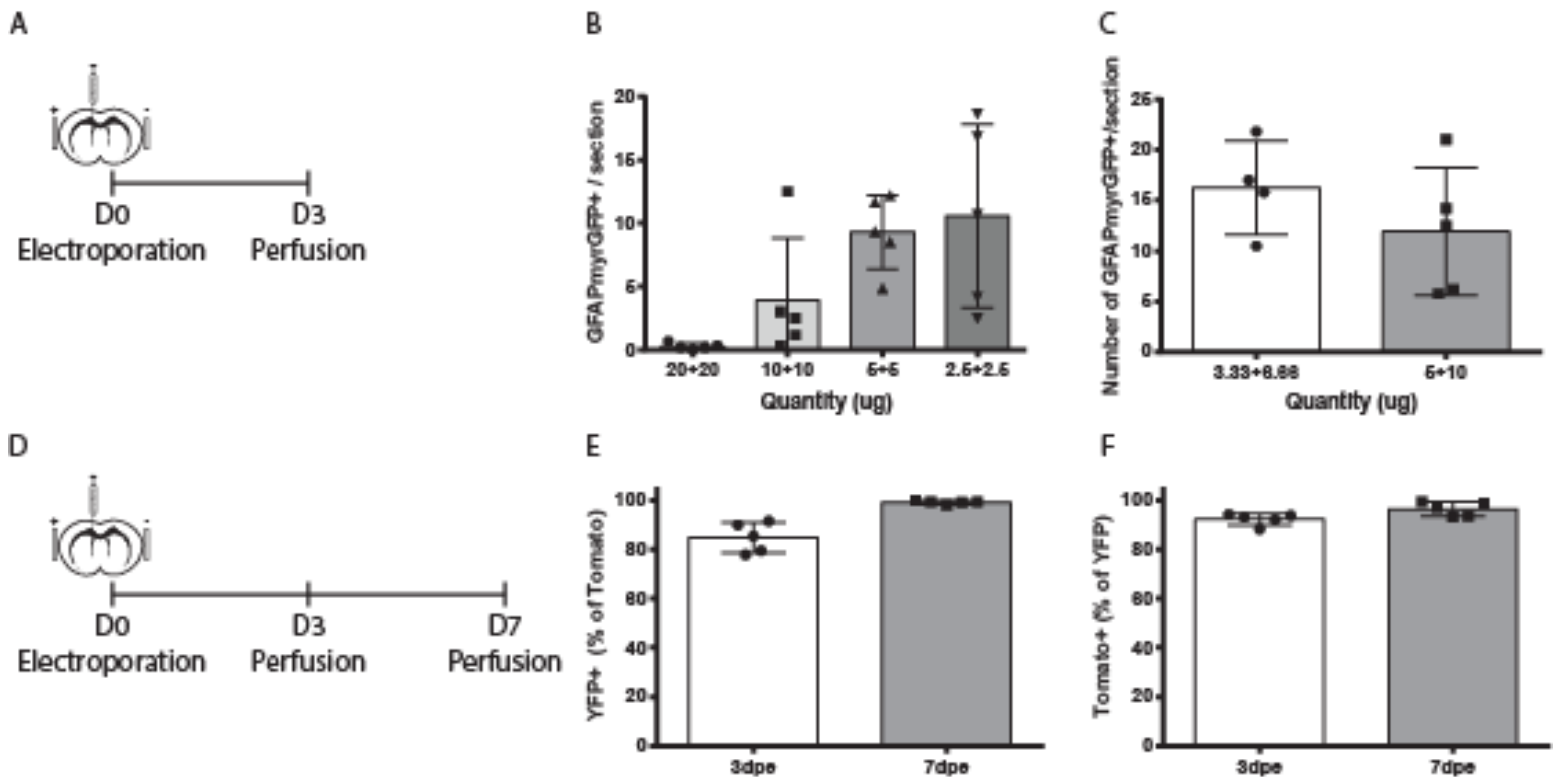 A
+
-
D0
D3
Electroporation
Perfusion
B
GFAPmyrGFP+ / section
20
15
10
5
0
20+20
10+10
5+5
2.5+2.5
Quantity (ug)
C
Number of GFAPmyrGFP+/section
25
20
15
10
5
0
3.33+6.66
5+10
Quantity (ug)
D
+
-
D0
D3
D7
Electroporation
Perfusion
Perfusion
E
YFP+ (% of Tomato)
100
80
60
40
20
0
3dpe
7dpe
F
Tomato+ (% of YFP)
100
80
60
40
20
0
3dpe
7dpe